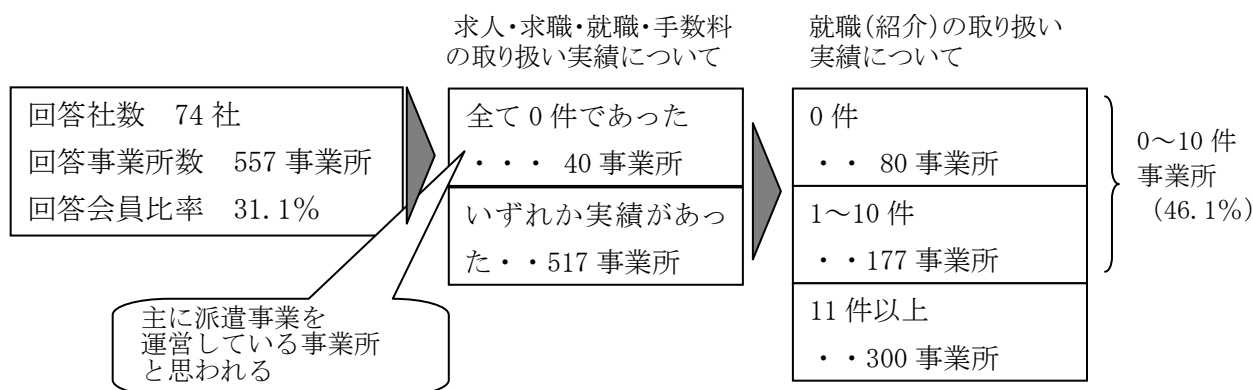 求人・求職・就職・手数料
の取り扱い実績について
就職(紹介)の取り扱い
実績について
回答社数　74 社
回答事業所数　557 事業所
回答会員比率　31.1%
全て 0 件であった
・・・ 40 事業所
いずれか実績があっ
た・・517 事業所
0 件
・・ 80 事業所
1～10 件
・・177 事業所
11 件以上
・・300 事業所
0～10 件
事業所
(46.1%)
主に派遣事業を
運営している事業所
と思われる